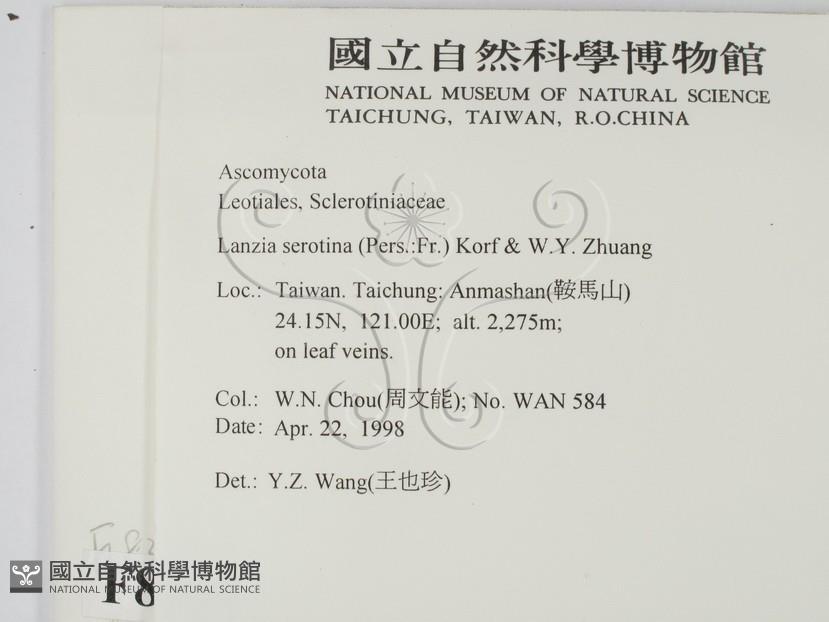 國立自然科學博物館
NATIONAL MUSEUM OF NATURAL SCIENCE
TAICHUNG, TAIWAN, R.O.CHINA
Ascomycota
Leotiales, Sclerotiniaceae
Lanzia serotina (Pers.:Fr.) Korf & W.Y. Zhuang
Loc.: Taiwan. Taichung: Anmashan(鞍馬山)
24.15N, 121.00E; alt. 2,275m;
on leaf veins.
Col.: W.N. Chou(周文能); No. WAN 584
Date: Apr. 22, 1998
Det.: Y.Z. Wang(王也珍)
國立自然科學博物館
NATIONAL MUSEUM OF NATURAL SCIENCE
F8